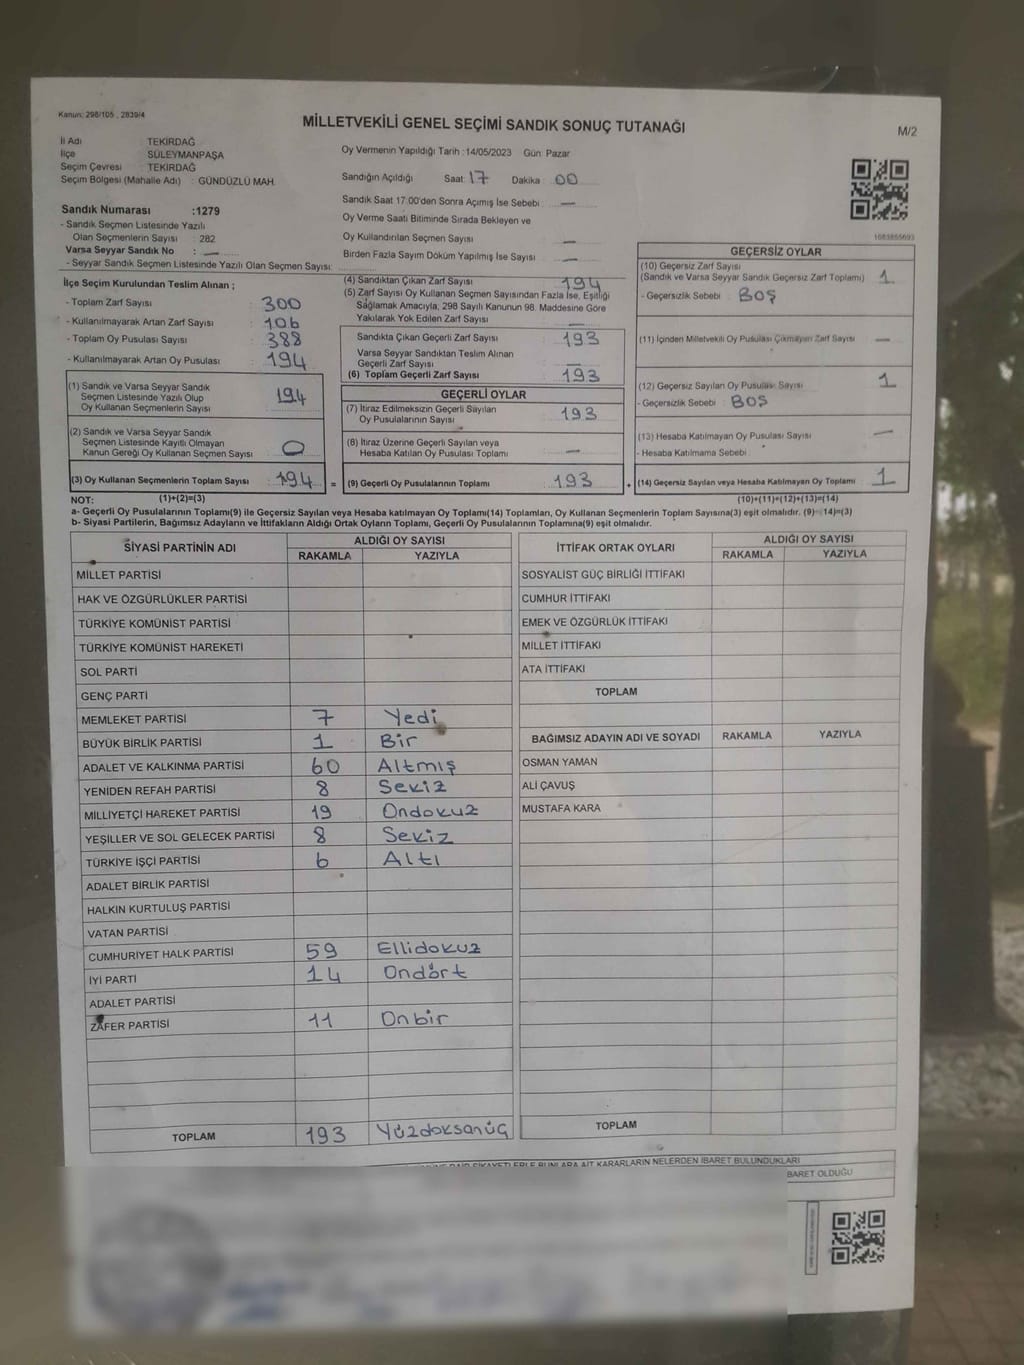 Kanun: 298/105 , 2839/4
MİLLETVEKİLİ GENEL SEÇİMİ SANDIK SONUÇ TUTANAĞI
M/2
İl Adı TEKİRDAĞ
İlçe SÜLEYMANPAŞA
Seçim Çevresi : TEKİRDAĞ
Seçim Bölgesi (Mahalle Adı) : GÜNDÜZLÜ MAH.
Sandık Numarası :1279
- Sandık Seçmen Listesinde Yazılı
Olan Seçmenlerin Sayısı : 282
Varsa Seyyar Sandık No : —
- Seyyar Sandık Seçmen Listesinde Yazılı Olan Seçmen Sayısı:
Oy Vermenin Yapıldığı Tarih : 14/05/2023 Gün: Pazar
Sandığın Açıldığı Saat: 17 Dakika : 00
Sandık Saat 17.00'den Sonra Açımış İse Sebebi : —
Oy Verme Saati Bitiminde Sırada Bekleyen ve
Oy Kullandırılan Seçmen Sayısı : —
Birden Fazla Sayım Döküm Yapılmış İse Sayısı : —
1683855693
İlçe Seçim Kurulundan Teslim Alınan ;
- Toplam Zarf Sayısı : 300
- Kullanılmayarak Artan Zarf Sayısı : 106
- Toplam Oy Pusulası Sayısı : 388
- Kullanılmayarak Artan Oy Pusulası : 194
(1) Sandık ve Varsa Seyyar Sandık
Seçmen Listesinde Yazılı Olup
Oy Kullanan Seçmenlerin Sayısı : 194
(2) Sandık ve Varsa Seyyar Sandık
Seçmen Listesinde Kayıtlı Olmayan
Kanun Gereği Oy Kullanan Seçmen Sayısı : 0
(3) Oy Kullanan Seçmenlerin Toplam Sayısı : 194
(4) Sandıktan Çıkan Zarf Sayısı : 194
(5) Zarf Sayısı Oy Kullanan Seçmen Sayısından Fazla İse, Eşitliği
Sağlamak Amacıyla; 298 Sayılı Kanunun 98. Maddesine Göre
Yakılarak Yok Edilen Zarf Sayısı : —
Sandıkta Çıkan Geçerli Zarf Sayısı : 193
Varsa Seyyar Sandıktan Teslim Alınan
Geçerli Zarf Sayısı : —
(6) Toplam Geçerli Zarf Sayısı : 193
GEÇERLİ OYLAR
(7) İtiraz Edilmeksizin Geçerli Sayılan
Oy Pusulalarının Sayısı : 193
(8) İtiraz Üzerine Geçerli Sayılan veya
Hesaba Katılan Oy Pusulası Toplamı : —
= (9) Geçerli Oy Pusulalarının Toplamı : 193
GEÇERSİZ OYLAR
(10) Geçersiz Zarf Sayısı
(Sandık ve Varsa Seyyar Sandık Geçersiz Zarf Toplamı) : 1
- Geçersizlik Sebebi : BOŞ
(11) İçinden Milletvekili Oy Pusulası Çıkmayan Zarf Sayısı : —
(12) Geçersiz Sayılan Oy Pusulası Sayısı : 1
- Geçersizlik Sebebi : BOŞ
(13) Hesaba Katılmayan Oy Pusulası Sayısı : —
- Hesaba Katılmama Sebebi :
+ (14) Geçersiz Sayılan veya Hesaba Katılmayan Oy Toplamı : 1
NOT: (1)+(2)=(3)
(10)+(11)+(12)+(13)=(14)
a- Geçerli Oy Pusulalarının Toplamı(9) ile Geçersiz Sayılan veya Hesaba katılmayan Oy Toplamı(14) Toplamları, Oy Kullanan Seçmenlerin Toplam Sayısına(3) eşit olmalıdır. (9)+14)=(3)
b- Siyasi Partilerin, Bağımsız Adayların ve İttifakların Aldığı Ortak Oyların Toplamı, Geçerli Oy Pusulalarının Toplamına(9) eşit olmalıdır.
SİYASİ PARTİNİN ADI
ALDIĞI OY SAYISI
RAKAMLA YAZIYLA
MİLLET PARTİSİ
HAK VE ÖZGÜRLÜKLER PARTİSİ
TÜRKİYE KOMÜNİST PARTİSİ
TÜRKİYE KOMÜNİST HAREKETİ
SOL PARTİ
GENÇ PARTİ
MEMLEKET PARTİSİ 7 Yedi
BÜYÜK BİRLİK PARTİSİ 1 Bir
ADALET VE KALKINMA PARTİSİ 60 Altmış
YENİDEN REFAH PARTİSİ 8 Sekiz
MİLLİYETÇİ HAREKET PARTİSİ 19 Ondokuz
YEŞİLLER VE SOL GELECEK PARTİSİ 8 Sekiz
TÜRKİYE İŞÇİ PARTİSİ 6 Altı
ADALET BİRLİK PARTİSİ
HALKIN KURTULUŞ PARTİSİ
VATAN PARTİSİ
CUMHURİYET HALK PARTİSİ 59 Ellidokuz
İYİ PARTİ 14 Ondört
ADALET PARTİSİ
ZAFER PARTİSİ 11 Onbir
TOPLAM 193 Yüzdoksanüç
İTTİFAK ORTAK OYLARI
ALDIĞI OY SAYISI
RAKAMLA YAZIYLA
SOSYALİST GÜÇ BİRLİĞİ İTTİFAKI
CUMHUR İTTİFAKI
EMEK VE ÖZGÜRLÜK İTTİFAKI
MİLLET İTTİFAKI
ATA İTTİFAKI
TOPLAM
BAĞIMSIZ ADAYIN ADI VE SOYADI RAKAMLA YAZIYLA
OSMAN YAMAN
ALİ ÇAVUŞ
MUSTAFA KARA
TOPLAM
ŞİKAYETLERLE BUNLARA AİT KARARLARIN NELERDEN İBARET BULUNDUKLARI
BARET OLDUĞU